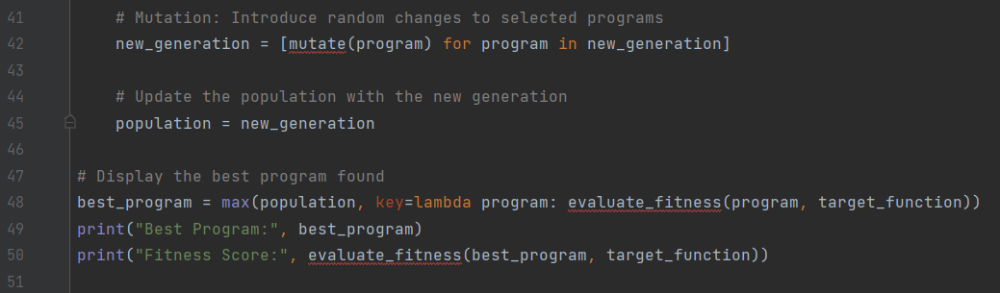 41 # Mutation: Introduce random changes to selected programs
42 new_generation = [mutate(program) for program in new_generation]
43
44 # Update the population with the new generation
45 population = new_generation
46
47 # Display the best program found
48 best_program = max(population, key=lambda program: evaluate_fitness(program, target_function))
49 print("Best Program:", best_program)
50 print("Fitness Score:", evaluate_fitness(best_program, target_function))
51